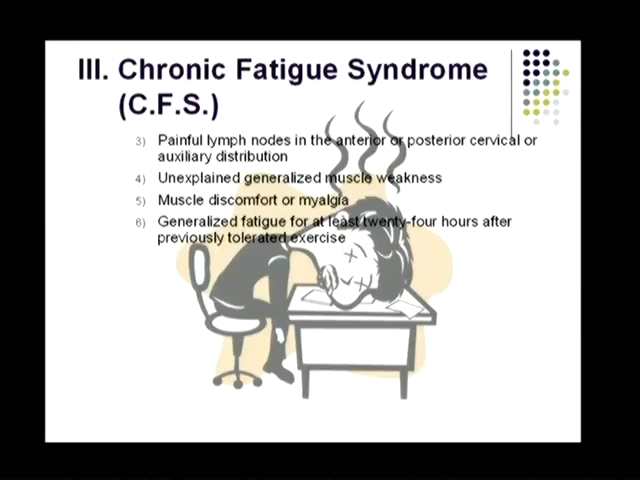 III. Chronic Fatigue Syndrome
(C.F.S.)
3) Painful lymph nodes in the anterior or posterior cervical or
auxiliary distribution
4) Unexplained generalized muscle weakness
5) Muscle discomfort or myalgia
6) Generalized fatigue for at least twenty-four hours after
previously tolerated exercise